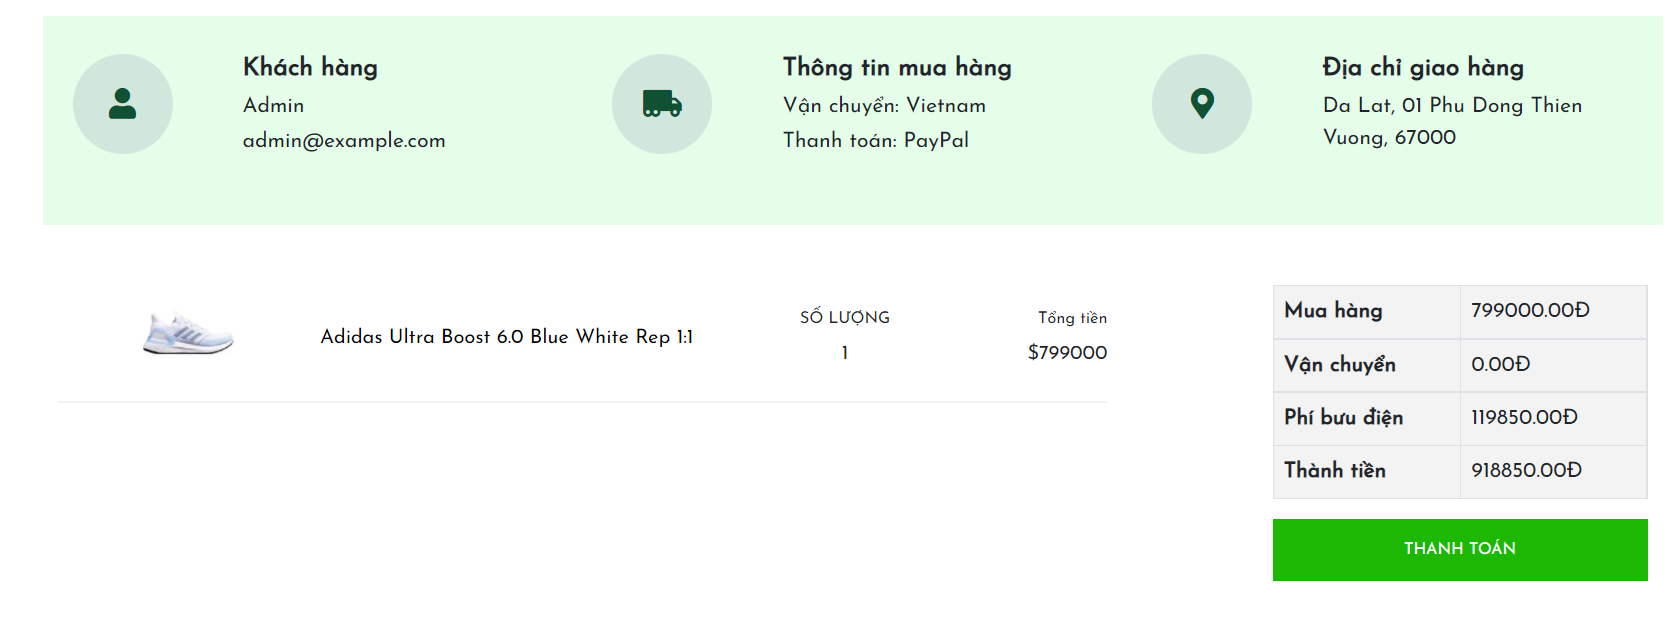 Khách hàng
Admin
admin@example.com
Thông tin mua hàng
Vận chuyển: Vietnam
Thanh toán: PayPal
Địa chỉ giao hàng
Da Lat, 01 Phu Dong Thien
Vuong, 67000
Adidas Ultra Boost 6.0 Blue White Rep 1:1
SỐ LƯỢNG
1
Tổng tiền
$799000
Mua hàng 799000.00Đ
Vận chuyển 0.00Đ
Phí bưu điện 119850.00Đ
Thành tiền 918850.00Đ
THANH TOÁN